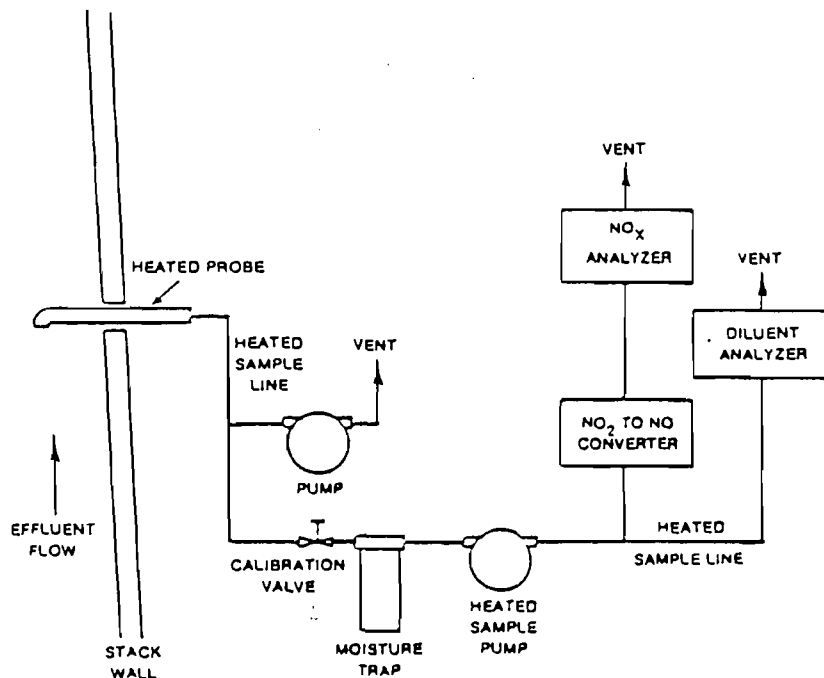 VENT
NOX
ANALYZER
VENT
HEATED PROBE
DILUENT
ANALYZER
HEATED
SAMPLE
LINE
VENT
NO2 TO NO
CONVERTER
PUMP
EFFLUENT
FLOW
CALIBRATION
VALVE
HEATED
SAMPLE LINE
HEATED
SAMPLE
PUMP
MOISTURE
TRAP
STACK
WALL